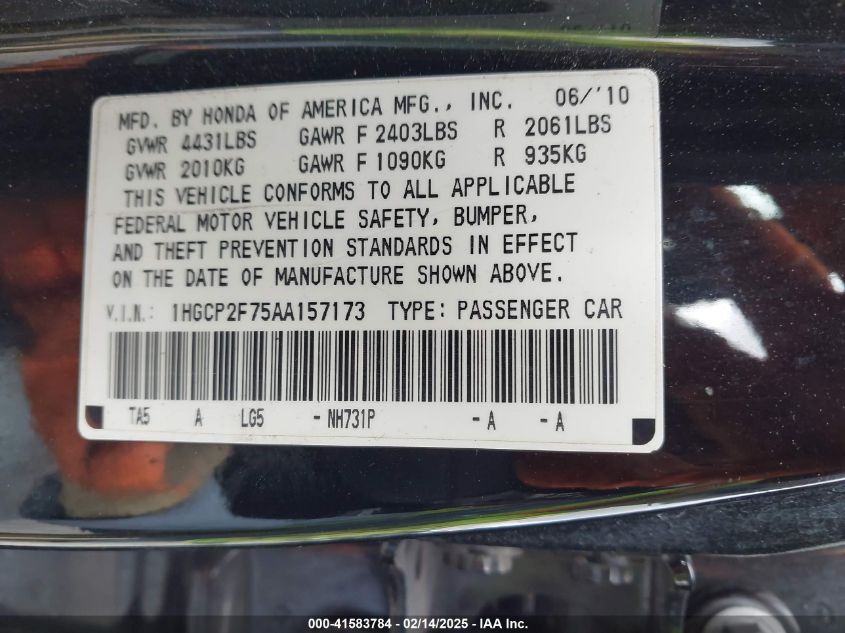 MFD. BY HONDA OF AMERICA MFG., INC. 06/'10
GVWR 4431LBS GAWR F 2403LBS R 2061LBS
GVWR 2010KG GAWR F 1090KG R 935KG
THIS VEHICLE CONFORMS TO ALL APPLICABLE
FEDERAL MOTOR VEHICLE SAFETY, BUMPER,
AND THEFT PREVENTION STANDARDS IN EFFECT
ON THE DATE OF MANUFACTURE SHOWN ABOVE.
V.I.N.: 1HGCP2F75AA157173 TYPE: PASSENGER CAR
TA5 A LG5 -NH731P -A -A
000-41583784 - 02/14/2025 - IAA Inc.